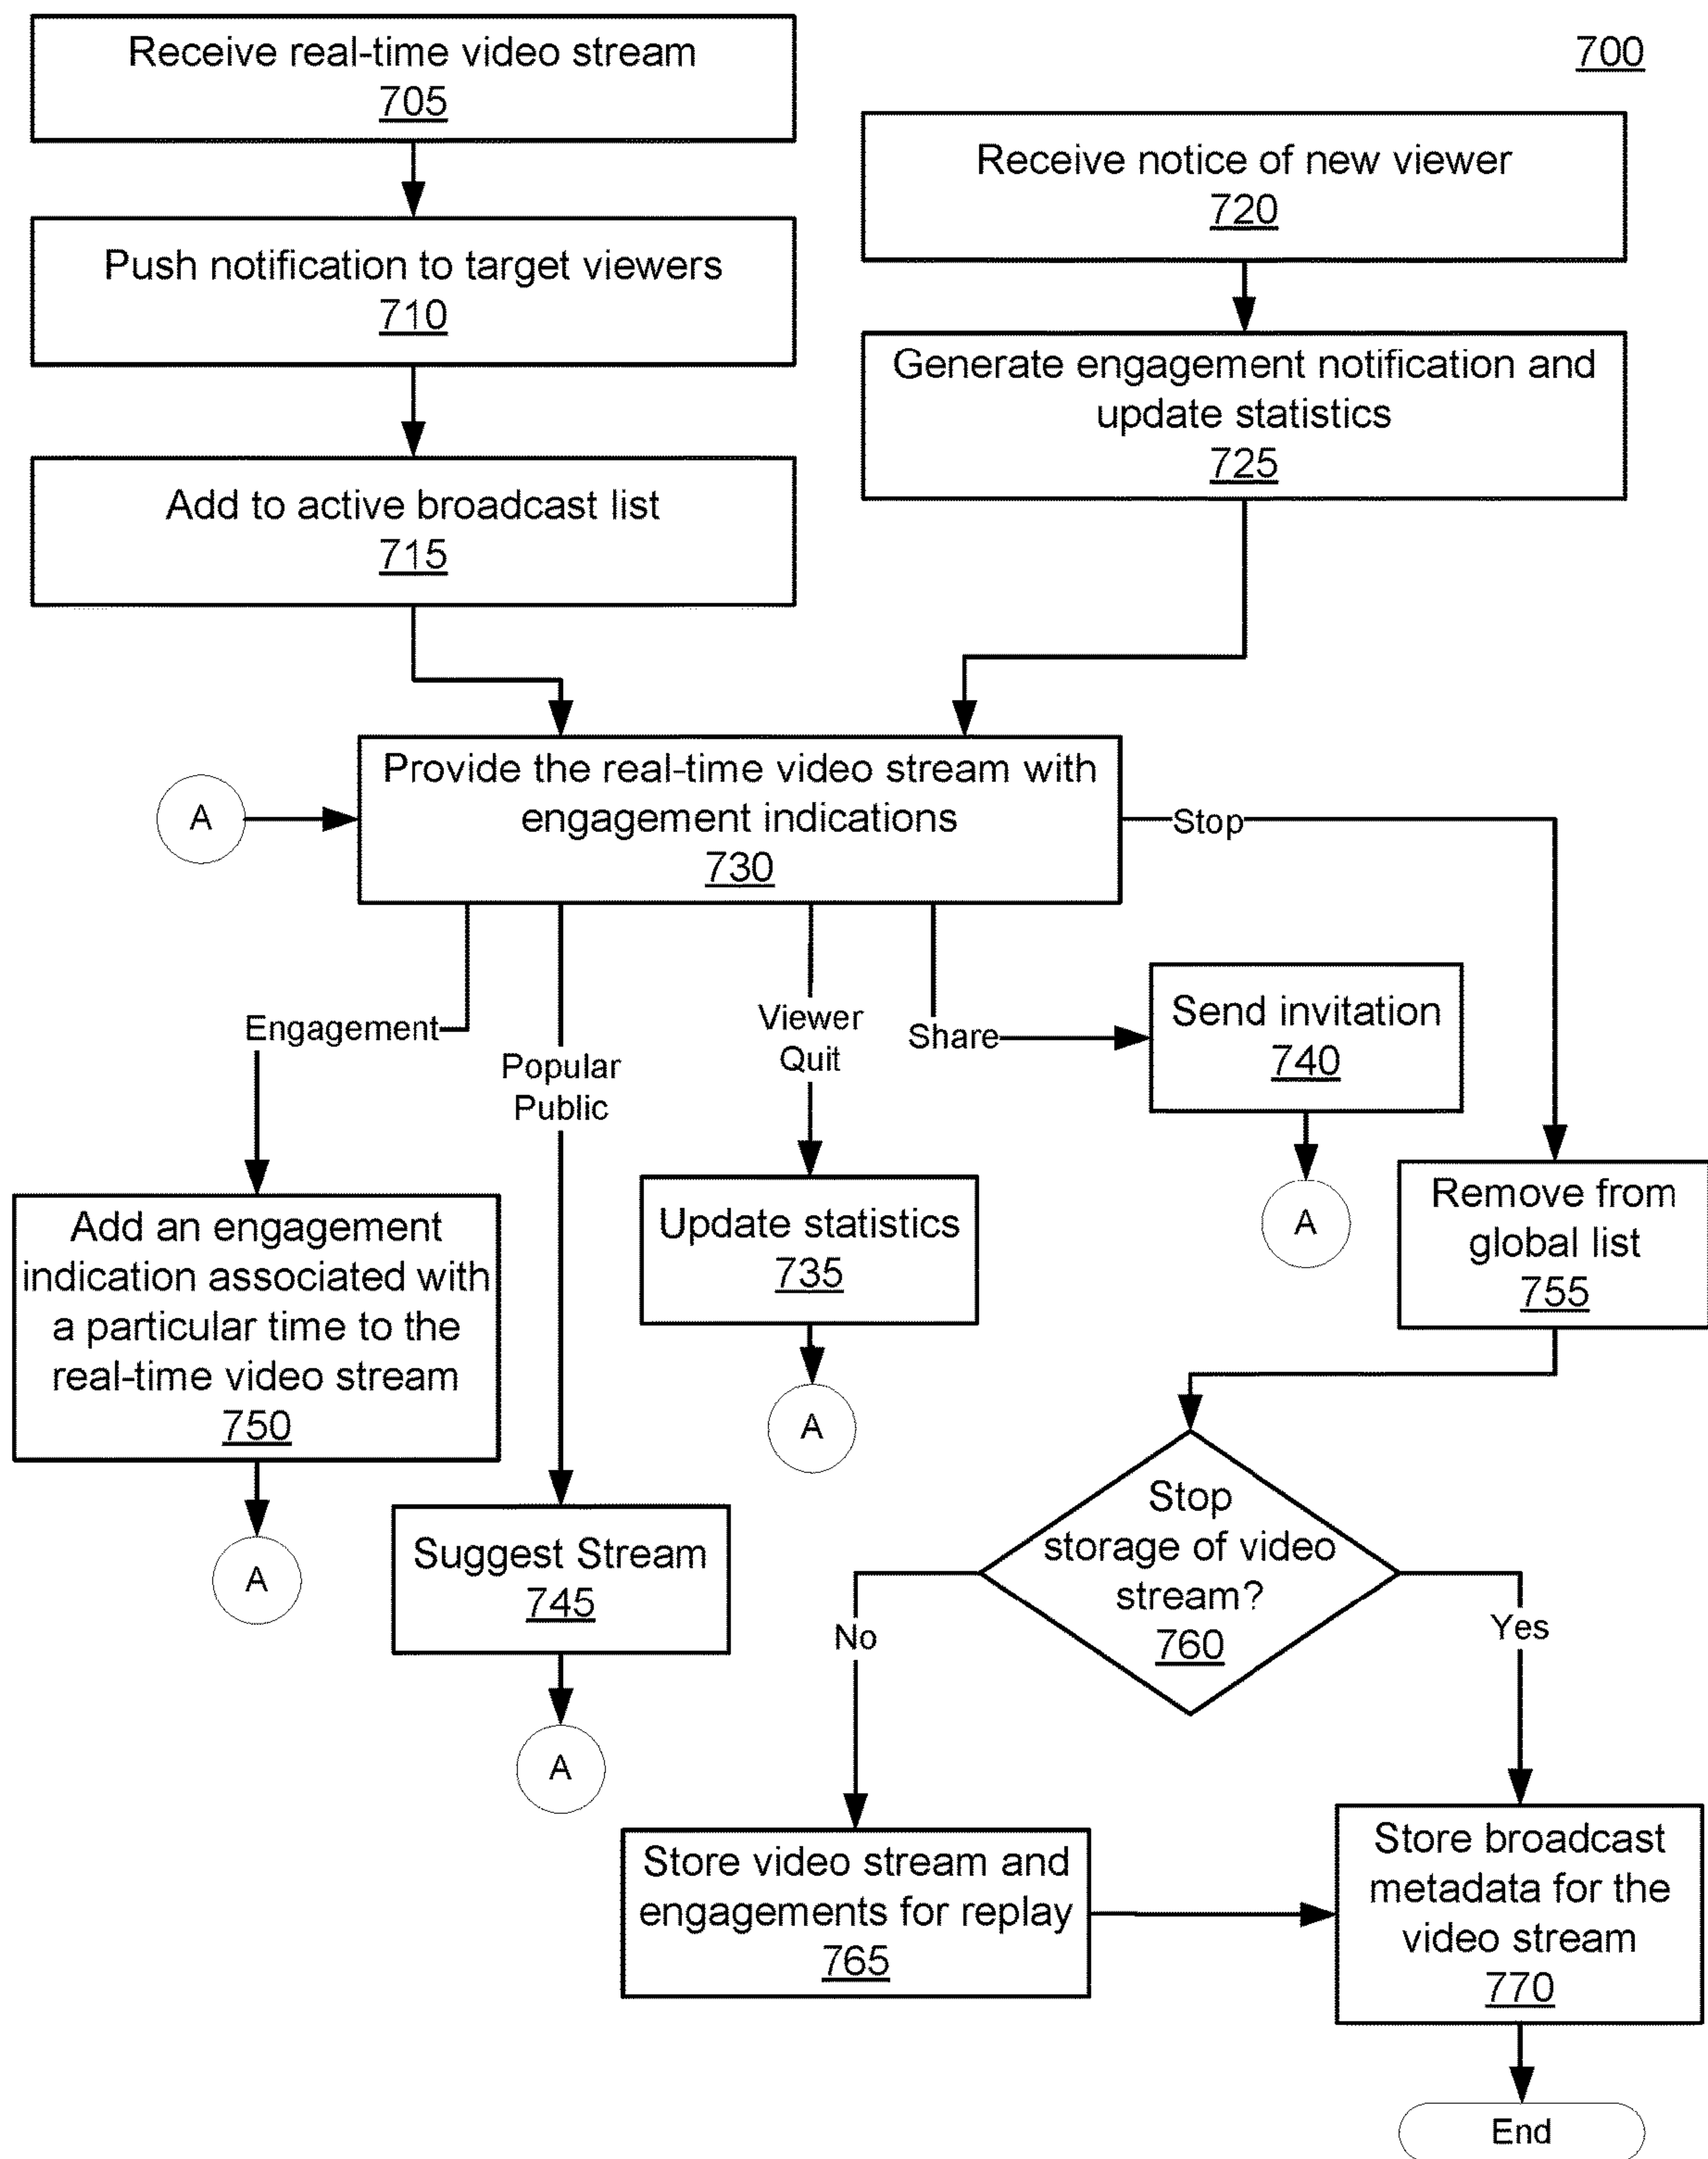 700
Receive real-time video stream
705
Receive notice of new viewer
720
Push notification to target viewers
710
Generate engagement notification and
update statistics
725
Add to active broadcast list
715
Provide the real-time video stream with
engagement indications
730
A
Stop
Engagement
Popular
Public
Viewer
Quit
Share
Send invitation
740
A
Remove from
global list
755
Add an engagement
indication associated with
a particular time to the
real-time video stream
750
A
Update statistics
735
A
Suggest Stream
745
A
Stop
storage of video
stream?
760
No
Yes
Store video stream and
engagements for replay
765
Store broadcast
metadata for the
video stream
770
End